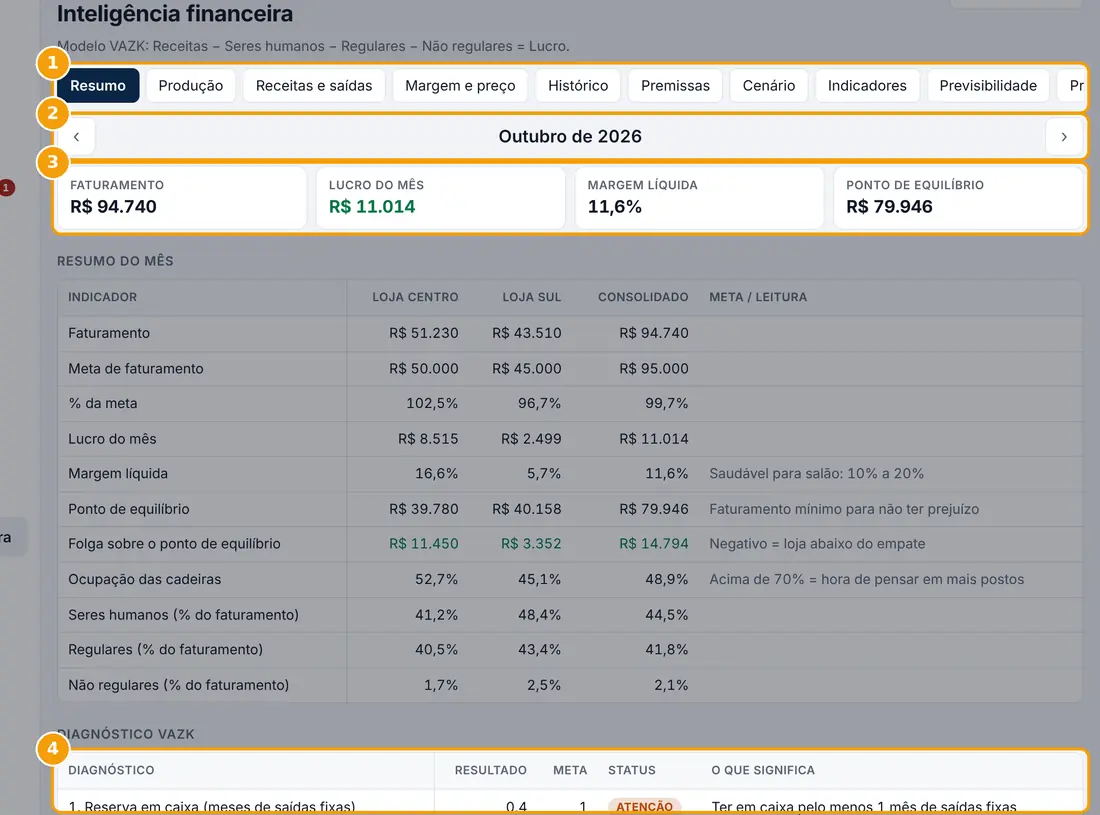 Inteligência financeira
Modelo VAZK: Receitas − Seres humanos − Regulares − Não regulares = Lucro.
1
Resumo Produção Receitas e saídas Margem e preço Histórico Premissas Cenário Indicadores Previsibilidade Pr
2
‹ Outubro de 2026 ›
3
1
FATURAMENTO LUCRO DO MÊS MARGEM LÍQUIDA PONTO DE EQUILÍBRIO
R$ 94.740 R$ 11.014 11,6% R$ 79.946
RESUMO DO MÊS
INDICADOR LOJA CENTRO LOJA SUL CONSOLIDADO META / LEITURA
Faturamento R$ 51.230 R$ 43.510 R$ 94.740
Meta de faturamento R$ 50.000 R$ 45.000 R$ 95.000
% da meta 102,5% 96,7% 99,7%
Lucro do mês R$ 8.515 R$ 2.499 R$ 11.014
Margem líquida 16,6% 5,7% 11,6% Saudável para salão: 10% a 20%
Ponto de equilíbrio R$ 39.780 R$ 40.158 R$ 79.946 Faturamento mínimo para não ter prejuízo
ra
Folga sobre o ponto de equilíbrio R$ 11.450 R$ 3.352 R$ 14.794 Negativo = loja abaixo do empate
Ocupação das cadeiras 52,7% 45,1% 48,9% Acima de 70% = hora de pensar em mais postos
Seres humanos (% do faturamento) 41,2% 48,4% 44,5%
Regulares (% do faturamento) 40,5% 43,4% 41,8%
Não regulares (% do faturamento) 1,7% 2,5% 2,1%
DIAGNÓSTICO VAZK
4
DIAGNÓSTICO RESULTADO META STATUS O QUE SIGNIFICA
1. Reserva em caixa (meses de saídas fixas) 0,4 1 ATENÇÃO Ter em caixa pelo menos 1 mês de saídas fixas